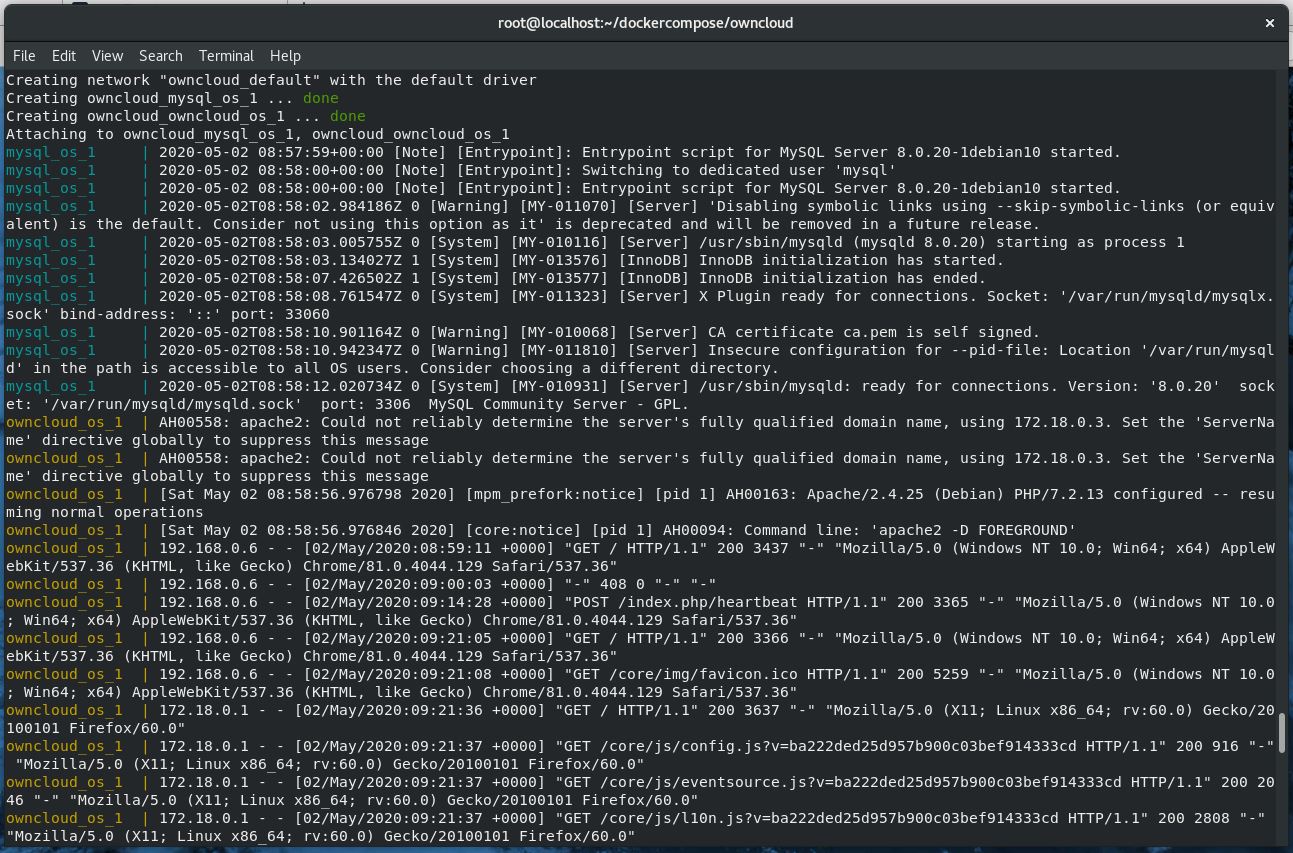 root@localhost:~/dockercompose/owncloud
×
File Edit View Search Terminal Help
Creating network "owncloud_default" with the default driver
Creating owncloud_mysql_os_1 ... done
Creating owncloud_owncloud_os_1 ... done
Attaching to owncloud_mysql_os_1, owncloud_owncloud_os_1
mysql_os_1     | 2020-05-02 08:57:59+00:00 [Note] [Entrypoint]: Entrypoint script for MySQL Server 8.0.20-1debian10 started.
mysql_os_1     | 2020-05-02 08:58:00+00:00 [Note] [Entrypoint]: Switching to dedicated user 'mysql'
mysql_os_1     | 2020-05-02 08:58:00+00:00 [Note] [Entrypoint]: Entrypoint script for MySQL Server 8.0.20-1debian10 started.
mysql_os_1     | 2020-05-02T08:58:02.984186Z 0 [Warning] [MY-011070] [Server] 'Disabling symbolic links using --skip-symbolic-links (or equiv
alent) is the default. Consider not using this option as it' is deprecated and will be removed in a future release.
mysql_os_1     | 2020-05-02T08:58:03.005755Z 0 [System] [MY-010116] [Server] /usr/sbin/mysqld (mysqld 8.0.20) starting as process 1
mysql_os_1     | 2020-05-02T08:58:03.134027Z 1 [System] [MY-013576] [InnoDB] InnoDB initialization has started.
mysql_os_1     | 2020-05-02T08:58:07.426502Z 1 [System] [MY-013577] [InnoDB] InnoDB initialization has ended.
mysql_os_1     | 2020-05-02T08:58:08.761547Z 0 [System] [MY-011323] [Server] X Plugin ready for connections. Socket: '/var/run/mysqld/mysqlx.
sock' bind-address: '::' port: 33060
mysql_os_1     | 2020-05-02T08:58:10.901164Z 0 [Warning] [MY-010068] [Server] CA certificate ca.pem is self signed.
mysql_os_1     | 2020-05-02T08:58:10.942347Z 0 [Warning] [MY-011810] [Server] Insecure configuration for --pid-file: Location '/var/run/mysql
d' in the path is accessible to all OS users. Consider choosing a different directory.
mysql_os_1     | 2020-05-02T08:58:12.020734Z 0 [System] [MY-010931] [Server] /usr/sbin/mysqld: ready for connections. Version: '8.0.20'  sock
et: '/var/run/mysqld/mysqld.sock'  port: 3306  MySQL Community Server - GPL.
owncloud_os_1  | AH00558: apache2: Could not reliably determine the server's fully qualified domain name, using 172.18.0.3. Set the 'ServerNa
me' directive globally to suppress this message
owncloud_os_1  | AH00558: apache2: Could not reliably determine the server's fully qualified domain name, using 172.18.0.3. Set the 'ServerNa
me' directive globally to suppress this message
owncloud_os_1  | [Sat May 02 08:58:56.976798 2020] [mpm_prefork:notice] [pid 1] AH00163: Apache/2.4.25 (Debian) PHP/7.2.13 configured -- resu
ming normal operations
owncloud_os_1  | [Sat May 02 08:58:56.976846 2020] [core:notice] [pid 1] AH00094: Command line: 'apache2 -D FOREGROUND'
owncloud_os_1  | 192.168.0.6 - - [02/May/2020:08:59:11 +0000] "GET / HTTP/1.1" 200 3437 "-" "Mozilla/5.0 (Windows NT 10.0; Win64; x64) AppleW
ebKit/537.36 (KHTML, like Gecko) Chrome/81.0.4044.129 Safari/537.36"
owncloud_os_1  | 192.168.0.6 - - [02/May/2020:09:00:03 +0000] "-" 408 0 "-" "-"
owncloud_os_1  | 192.168.0.6 - - [02/May/2020:09:14:28 +0000] "POST /index.php/heartbeat HTTP/1.1" 200 3365 "-" "Mozilla/5.0 (Windows NT 10.0
; Win64; x64) AppleWebKit/537.36 (KHTML, like Gecko) Chrome/81.0.4044.129 Safari/537.36"
owncloud_os_1  | 192.168.0.6 - - [02/May/2020:09:21:05 +0000] "GET / HTTP/1.1" 200 3366 "-" "Mozilla/5.0 (Windows NT 10.0; Win64; x64) AppleW
ebKit/537.36 (KHTML, like Gecko) Chrome/81.0.4044.129 Safari/537.36"
owncloud_os_1  | 192.168.0.6 - - [02/May/2020:09:21:08 +0000] "GET /core/img/favicon.ico HTTP/1.1" 200 5259 "-" "Mozilla/5.0 (Windows NT 10.0
; Win64; x64) AppleWebKit/537.36 (KHTML, like Gecko) Chrome/81.0.4044.129 Safari/537.36"
owncloud_os_1  | 172.18.0.1 - - [02/May/2020:09:21:36 +0000] "GET / HTTP/1.1" 200 3637 "-" "Mozilla/5.0 (X11; Linux x86_64; rv:60.0) Gecko/20
100101 Firefox/60.0"
owncloud_os_1  | 172.18.0.1 - - [02/May/2020:09:21:37 +0000] "GET /core/js/config.js?v=ba222ded25d957b900c03bef914333cd HTTP/1.1" 200 916 "-"
 "Mozilla/5.0 (X11; Linux x86_64; rv:60.0) Gecko/20100101 Firefox/60.0"
owncloud_os_1  | 172.18.0.1 - - [02/May/2020:09:21:37 +0000] "GET /core/js/eventsource.js?v=ba222ded25d957b900c03bef914333cd HTTP/1.1" 200 20
46 "-" "Mozilla/5.0 (X11; Linux x86_64; rv:60.0) Gecko/20100101 Firefox/60.0"
owncloud_os_1  | 172.18.0.1 - - [02/May/2020:09:21:37 +0000] "GET /core/js/l10n.js?v=ba222ded25d957b900c03bef914333cd HTTP/1.1" 200 2808 "-"
"Mozilla/5.0 (X11; Linux x86_64; rv:60.0) Gecko/20100101 Firefox/60.0"